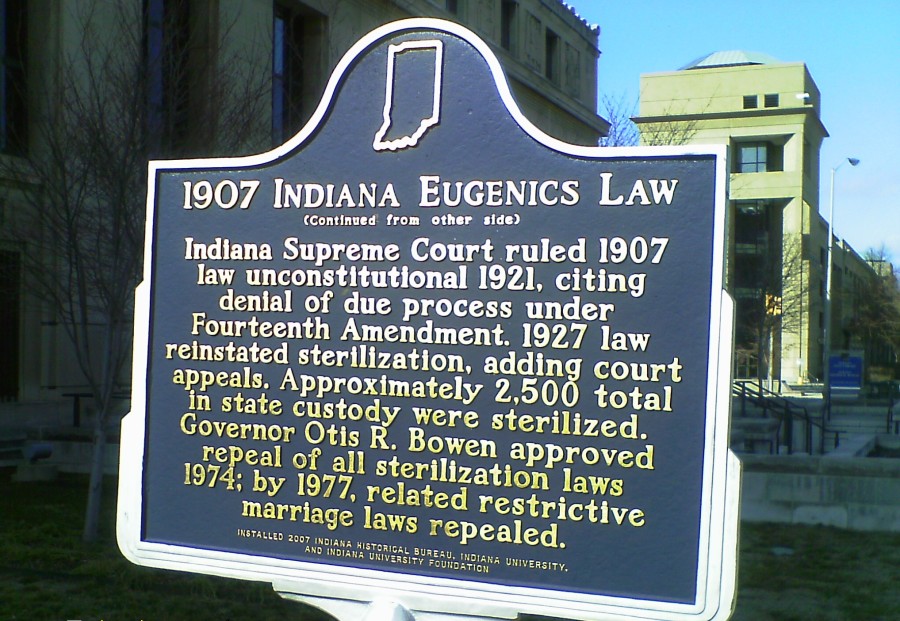 1907 Indiana Eugenics Law
(Continued from other side)
Indiana Supreme Court ruled 1907
law unconstitutional 1921, citing
denial of due process under
Fourteenth Amendment. 1927 law
reinstated sterilization, adding court
appeals. Approximately 2,500 total
in state custody were sterilized.
Governor Otis R. Bowen approved
repeal of all sterilization laws
1974; by 1977, related restrictive
marriage laws repealed.
INSTALLED 2007 INDIANA HISTORICAL BUREAU, INDIANA UNIVERSITY,
AND INDIANA UNIVERSITY FOUNDATION